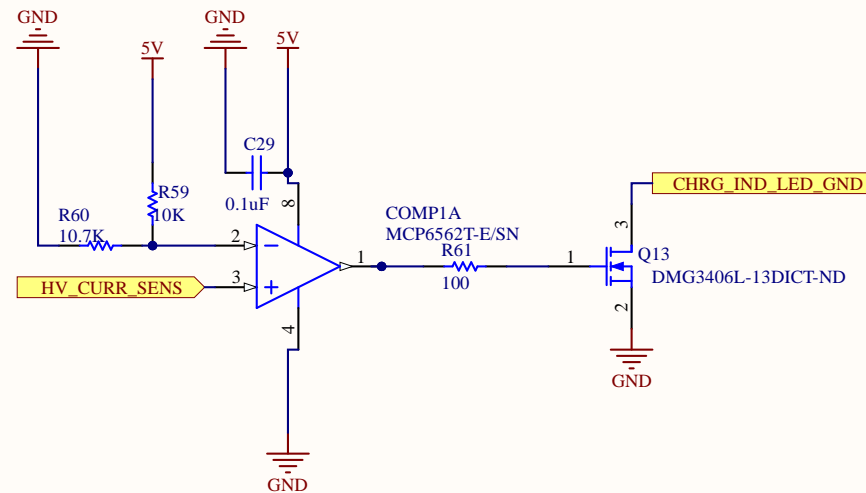 GND
GND
5V
5V
C29
0.1uF
8
R59
10K
R60
10.7K
2
3
HV_CURR_SENS
4
GND
COMP1A
MCP6562T-E/SN
1
R61
100
1
CHRG_IND_LED_GND
3
Q13
DMG3406L-13DICT-ND
2
GND